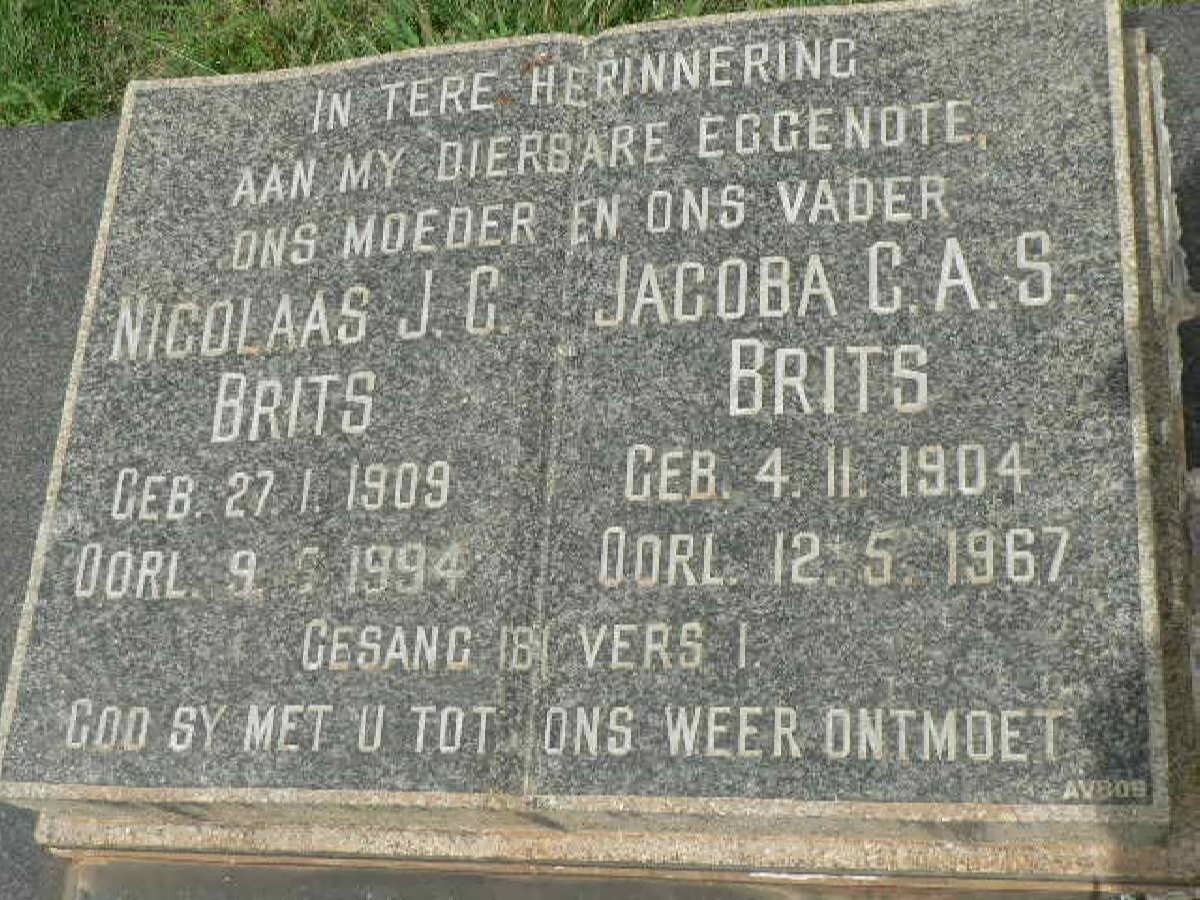 IN TERE HERINNERING
AAN MY DIERBARE EGGENOTE,
ONS MOEDER EN ONS VADER
NICOLAAS J. C.
BRITS
GEB. 27. 1. 1909
OORL. 9. 1994
JACOBA C. A. S.
BRITS
GEB. 4. 11. 1904
OORL. 12. 5. 1967
GESANG VERS 1.
GOD SY MET U TOT ONS WEER ONTMOET
AVBOB